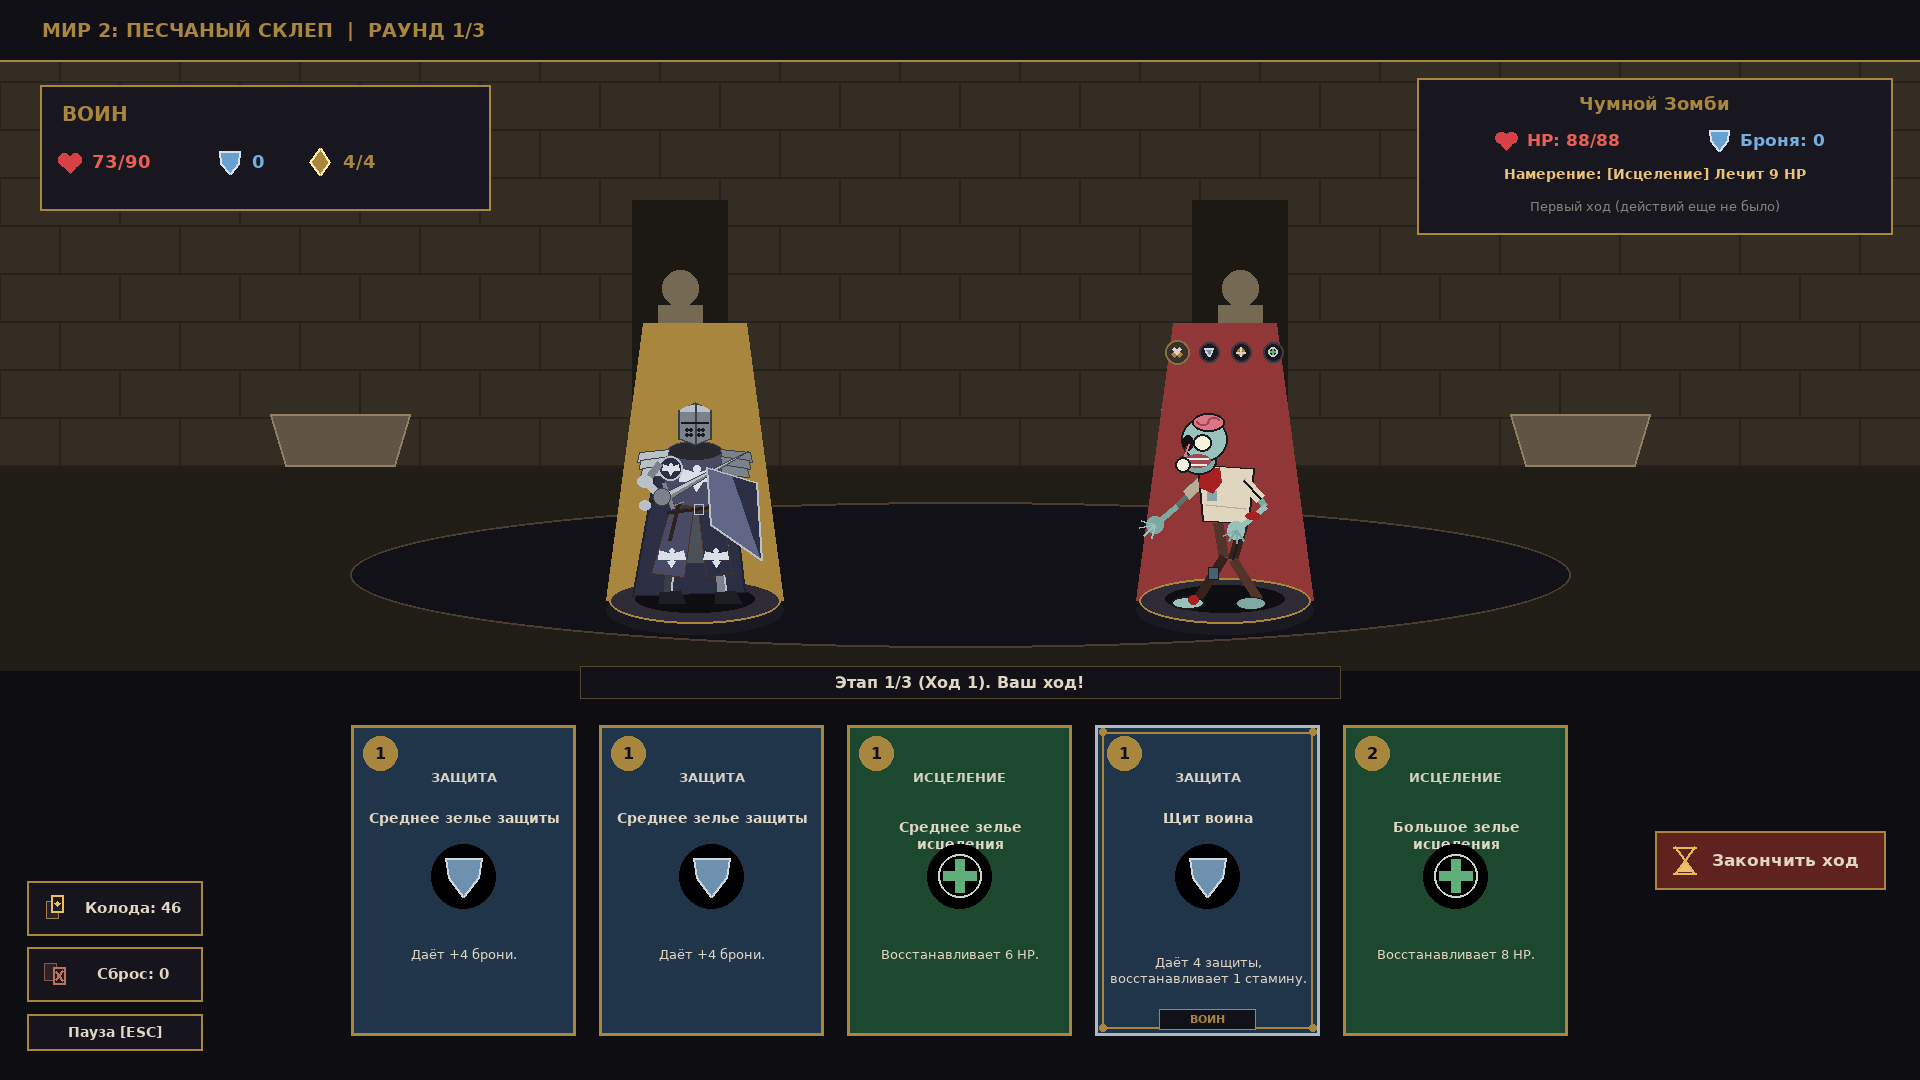 МИР 2: ПЕСЧАНЫЙ СКЛЕП | РАУНД 1/3
ВОИН
73/90
0
4/4
Чумной Зомби
HP: 88/88
Броня: 0
Намерение: [Исцеление] Лечит 9 HP
Первый ход (действий еще не было)
Этап 1/3 (Ход 1). Ваш ход!
1
ЗАЩИТА
Среднее зелье защиты
Даёт +4 брони.
1
ЗАЩИТА
Среднее зелье защиты
Даёт +4 брони.
1
ИСЦЕЛЕНИЕ
Среднее зелье
исцеления
Восстанавливает 6 HP.
1
ЗАЩИТА
Щит воина
Даёт 4 защиты,
восстанавливает 1 стамину.
ВОИН
2
ИСЦЕЛЕНИЕ
Большое зелье
исцеления
Восстанавливает 8 HP.
Закончить ход
Колода: 46
Сброс: 0
Пауза [ESC]